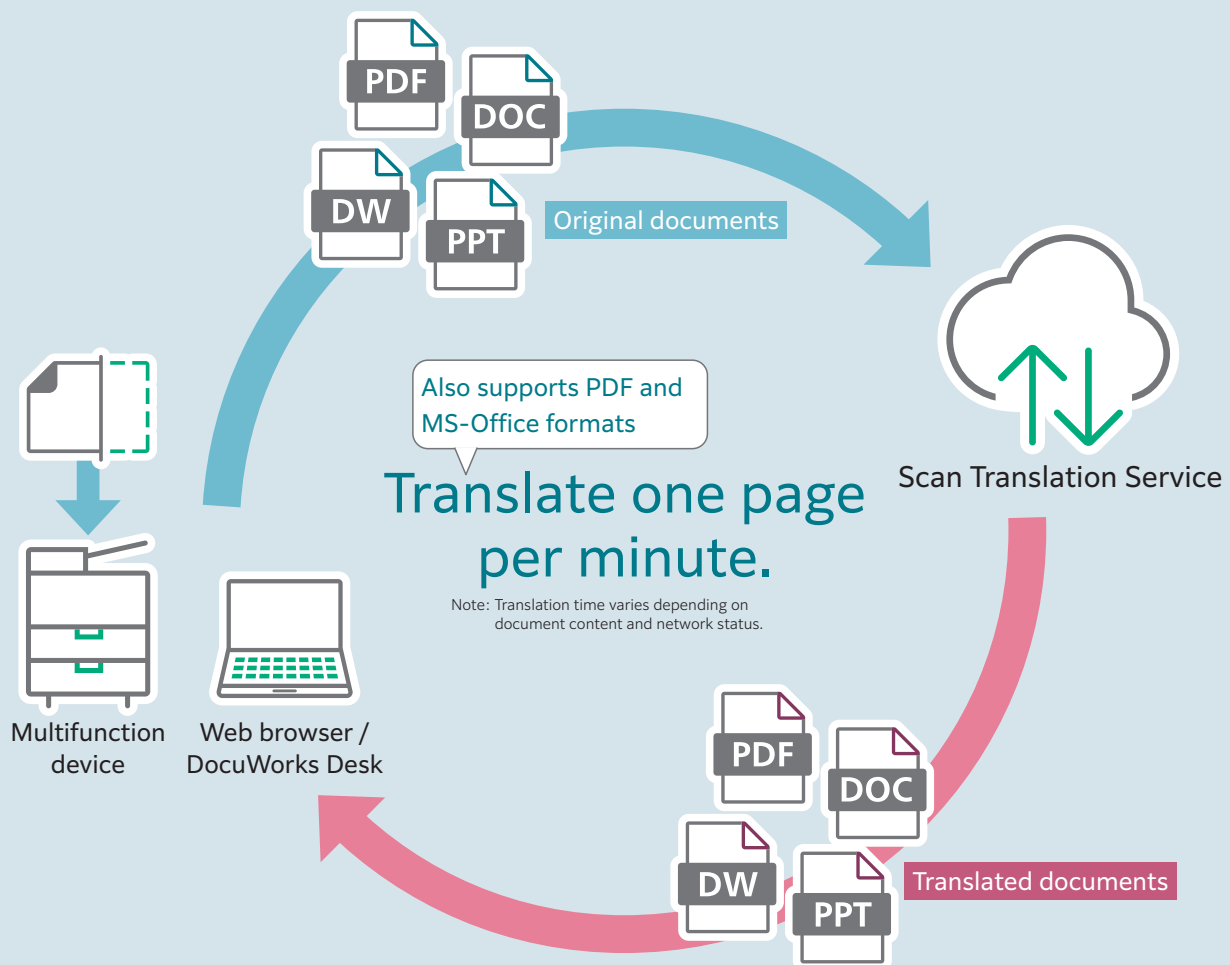 PDF
DOC
DW
PPT
Original documents
Also supports PDF and
MS-Office formats
Translate one page
per minute.
Note: Translation time varies depending on
document content and network status.
Scan Translation Service
Multifunction
device
Web browser /
DocuWorks Desk
PDF
DOC
DW
PPT
Translated documents